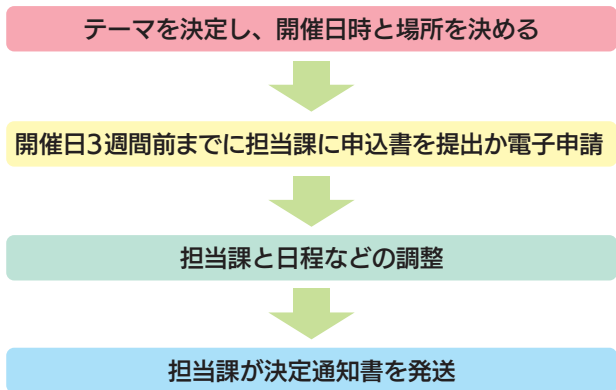 テーマを決定し、開催日時と場所を決める
開催日3週間前までに担当課に申込書を提出か電子申請
担当課と日程などの調整
担当課が決定通知書を発送